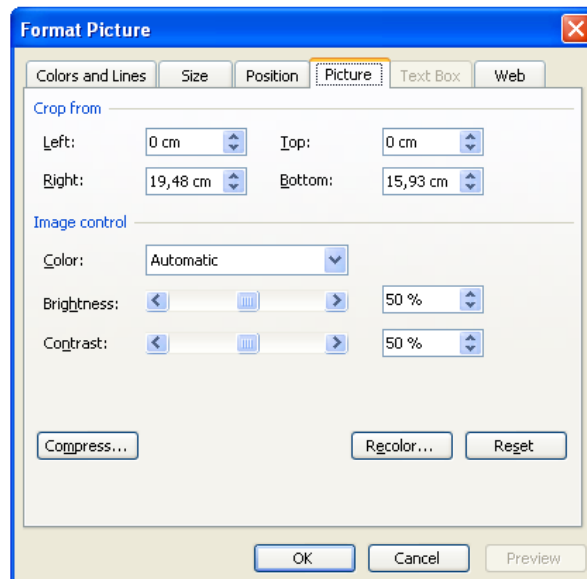 Format Picture
Colors and Lines Size Position Picture Text Box Web
Crop from
Left: 0 cm Top: 0 cm
Right: 19,48 cm Bottom: 15,93 cm
Image control
Color: Automatic
Brightness: 50 %
Contrast: 50 %
Compress... Recolor... Reset
OK Cancel Preview